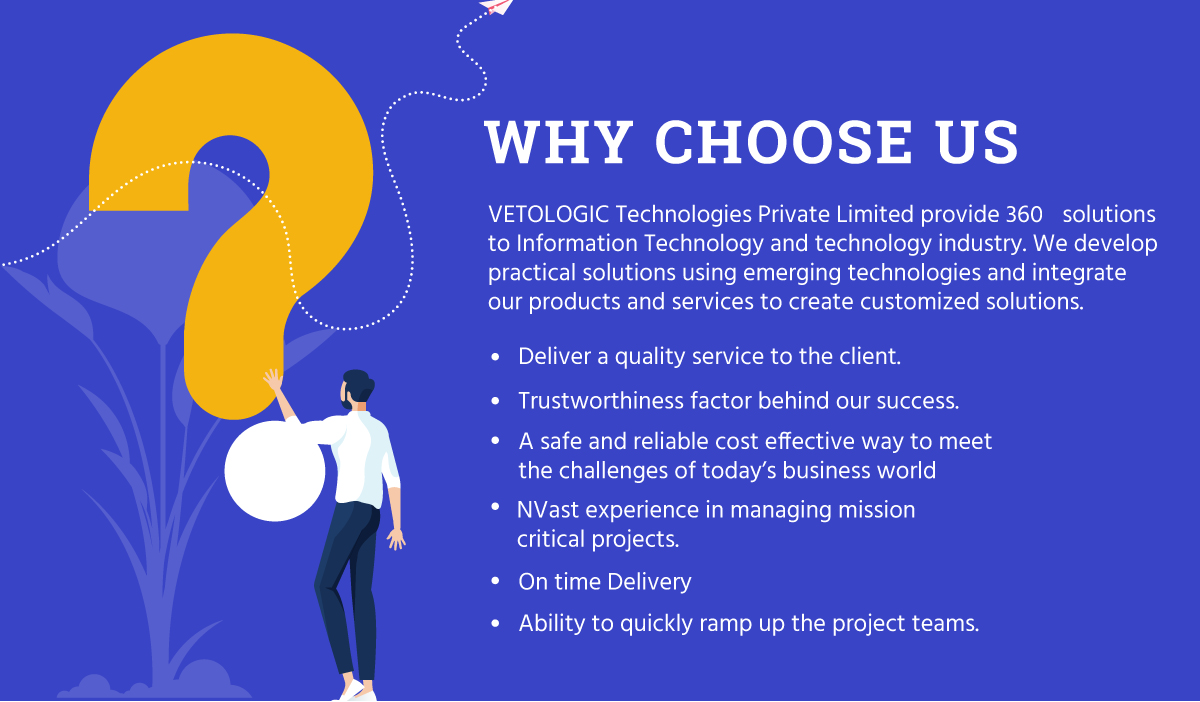 WHY CHOOSE US
VETOLOGIC Technologies Private Limited provide 360 solutions
to Information Technology and technology industry. We develop
practical solutions using emerging technologies and integrate
our products and services to create customized solutions.
• Deliver a quality service to the client.
• Trustworthiness factor behind our success.
• A safe and reliable cost effective way to meet
the challenges of today’s business world
• NVast experience in managing mission
critical projects.
• On time Delivery
• Ability to quickly ramp up the project teams.